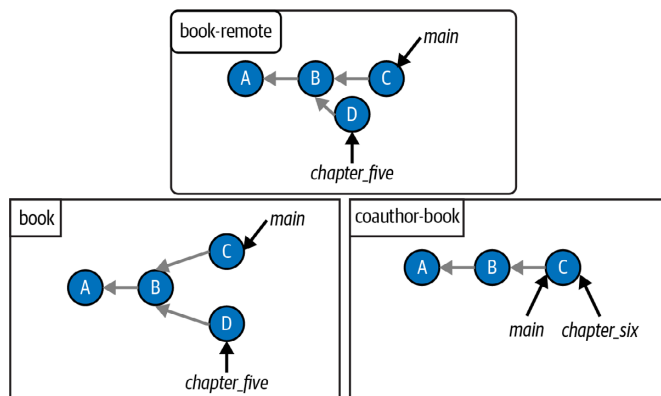 book-remote
main
A
B
C
D
chapter_five
book
main
C
A
B
D
chapter_five
coauthor-book
A
B
C
main
chapter_six